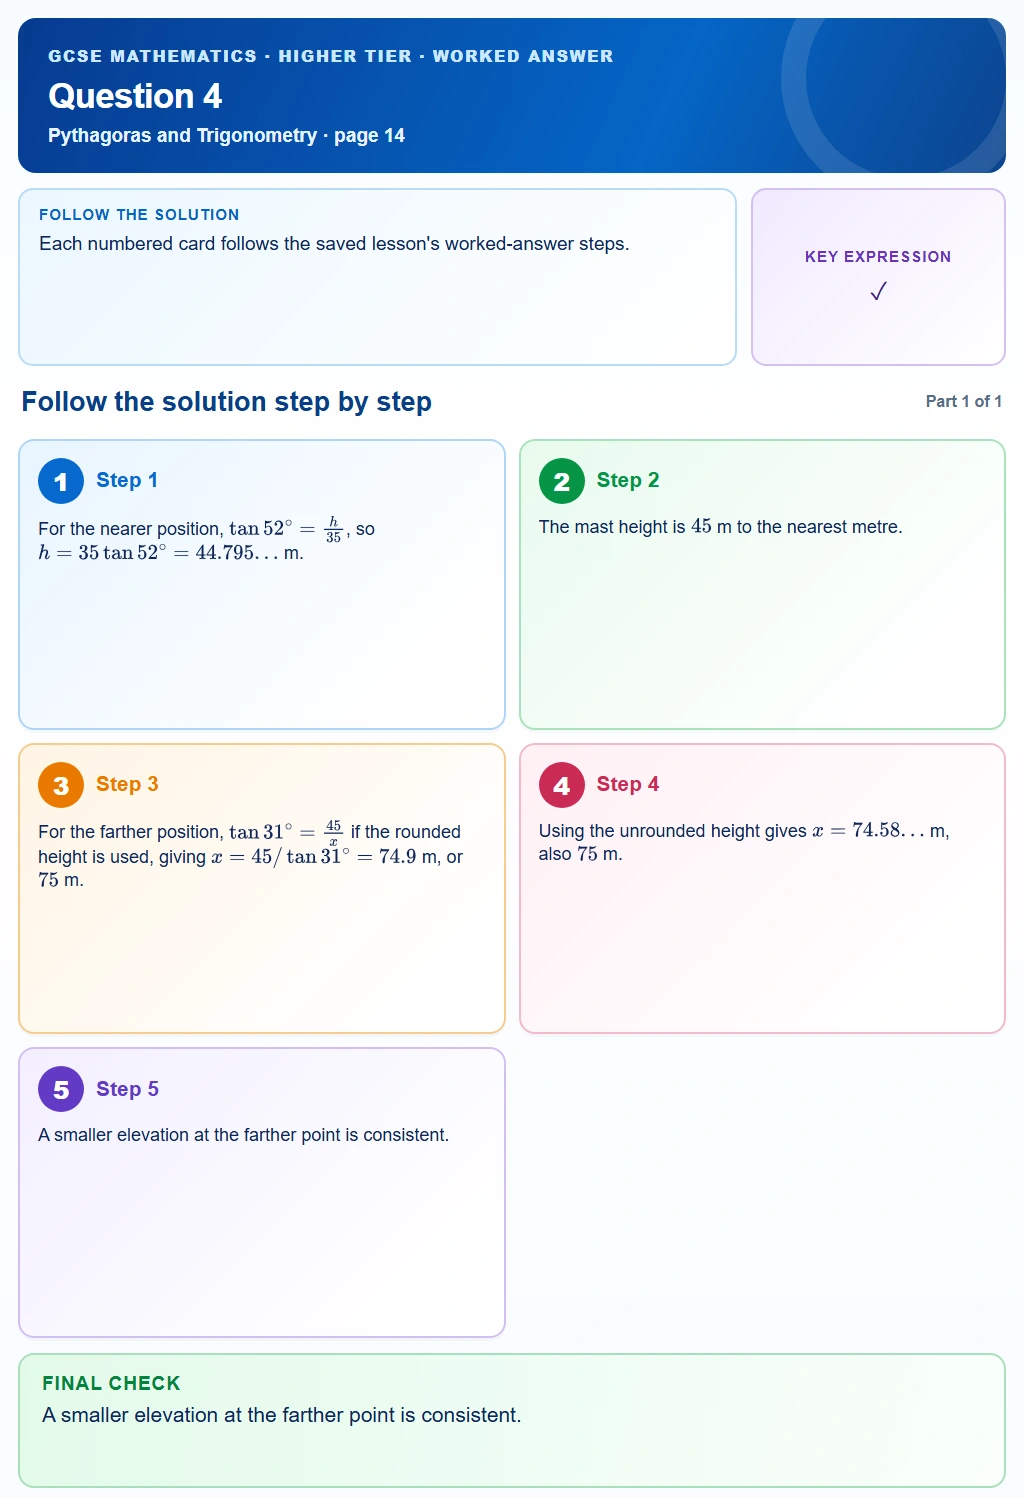 GCSE MATHEMATICS · HIGHER TIER · WORKED ANSWER
Question 4
Pythagoras and Trigonometry · page 14
FOLLOW THE SOLUTION
Each numbered card follows the saved lesson's worked-answer steps.
KEY EXPRESSION
✓
Follow the solution step by step
Part 1 of 1
1 Step 1
For the nearer position, tan 52° = h/35, so
h = 35 tan 52° = 44.795… m.
2 Step 2
The mast height is 45 m to the nearest metre.
3 Step 3
For the farther position, tan 31° = 45/x if the rounded
height is used, giving x = 45/ tan 31° = 74.9 m, or
75 m.
4 Step 4
Using the unrounded height gives x = 74.58… m,
also 75 m.
5 Step 5
A smaller elevation at the farther point is consistent.
FINAL CHECK
A smaller elevation at the farther point is consistent.